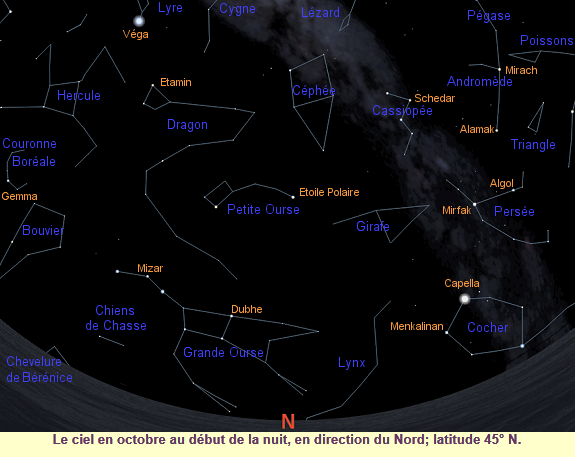 Lyre
Cygne
Lézard
Pégase
Véga
Poissons
Etamin
Mirach
Andromède
Hercule
Céphée
Schedar
Cassiopée
Dragon
Alamak
Triangle
Couronne
Boréale
Algol
Gemma
Etoile Polaire
Petite Ourse
Mirfak
Persée
Bouvier
Girafe
Mizar
Capella
Chiens
de Chasse
Dubhe
Menkalinan
Cocher
Grande Ourse
Lynx
Chevelure
de Bérénice
N
Le ciel en octobre au début de la nuit, en direction du Nord; latitude 45° N.